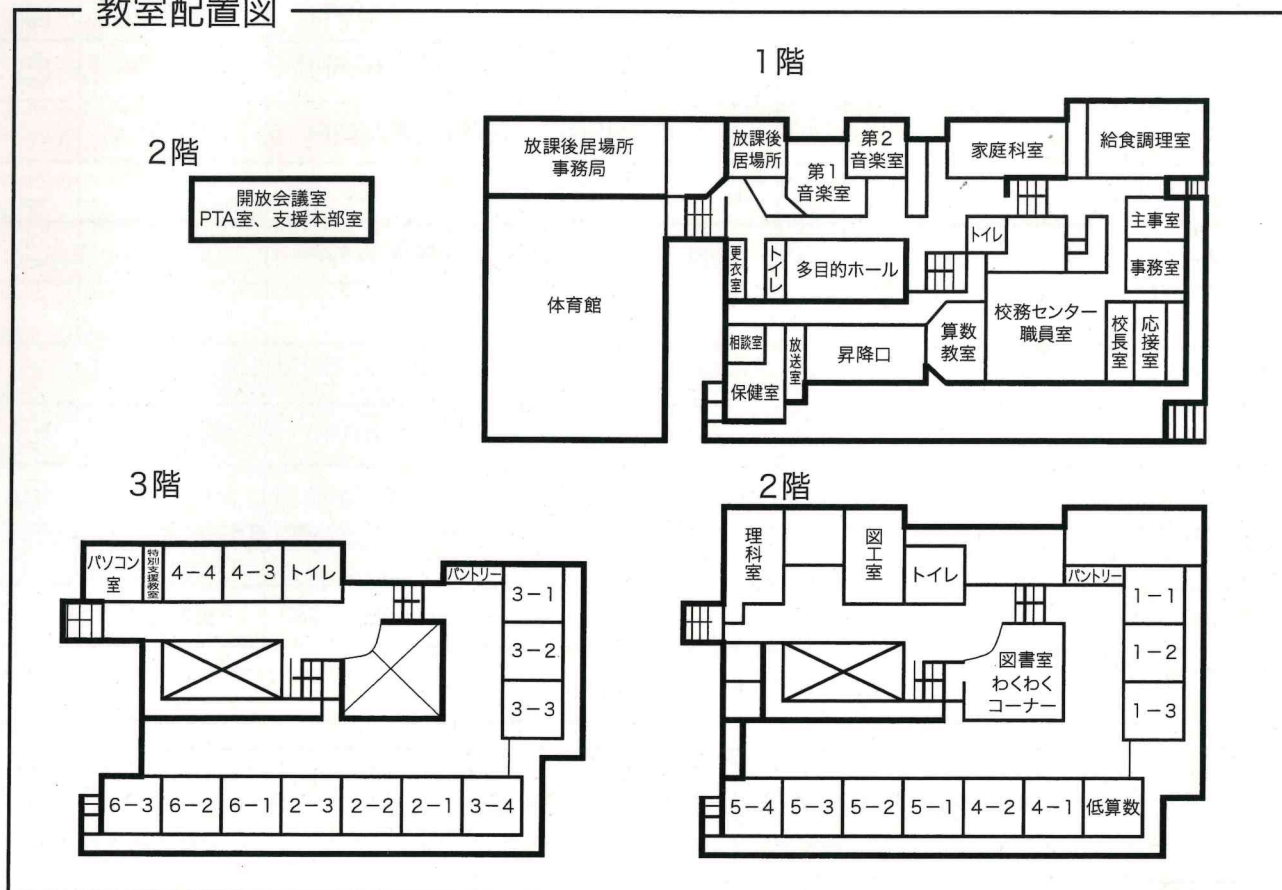 教室配置図
1階
放課後居場所
事務局
放課後
居場所
第1
音楽室
第2
音楽室
家庭科室
給食調理室
体育館
更衣室
トイレ
多目的ホール
トイレ
主事室
事務室
相談室
保健室
放送室
昇降口
算数
教室
校務センター
職員室
校長室
応接室
2階
開放会議室
PTA室、支援本部室
3階
パソコン
室
特別支援教室
4-4
4-3
トイレ
パントリー
3-1
3-2
3-3
6-3
6-2
6-1
2-3
2-2
2-1
3-4
2階
理科室
図工室
トイレ
パントリー
1-1
1-2
1-3
図書室
わくわく
コーナー
5-4
5-3
5-2
5-1
4-2
4-1
低算数